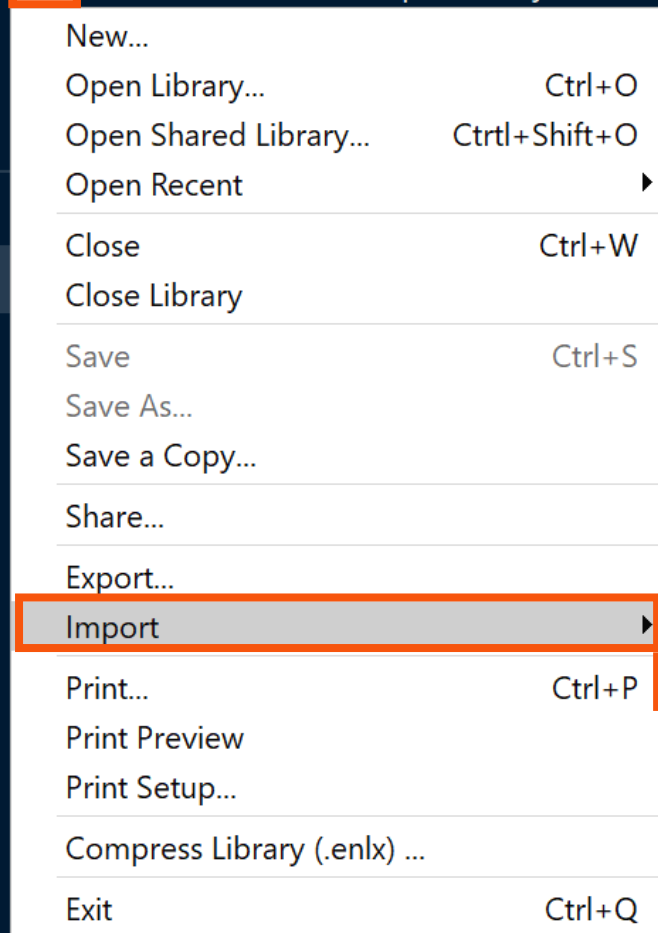 New...
Open Library... Ctrl+O
Open Shared Library... Ctrtl+Shift+O
Open Recent
Close Ctrl+W
Close Library
Save Ctrl+S
Save As...
Save a Copy...
Share...
Export...
Import
Print... Ctrl+P
Print Preview
Print Setup...
Compress Library (.enlx) ...
Exit Ctrl+Q